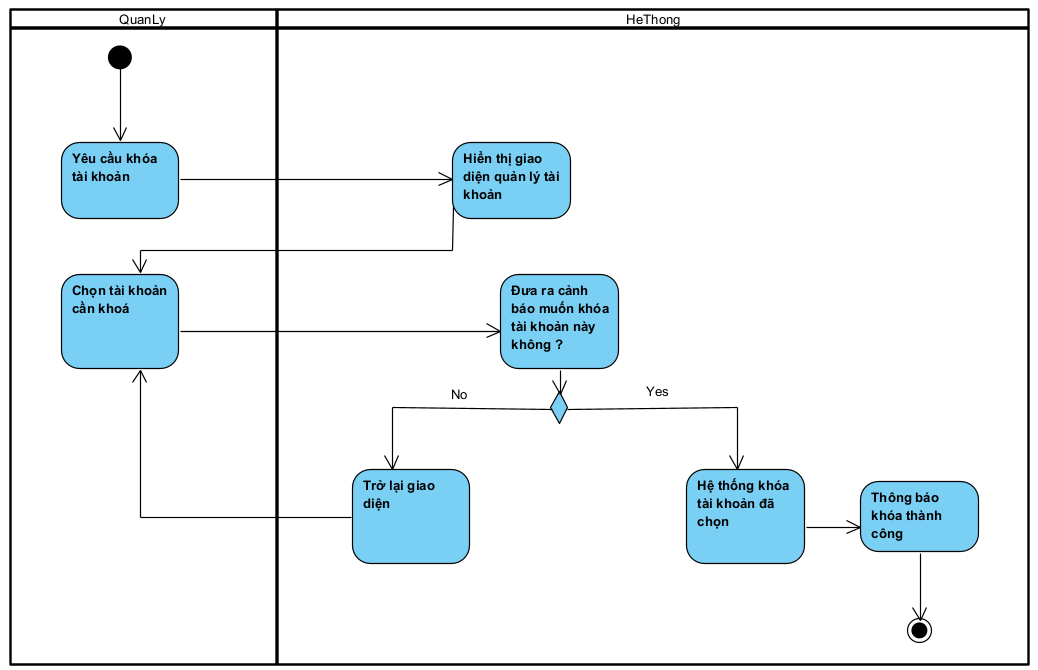 QuanLy
HeThong
Yêu cầu khóa
tài khoản
Hiển thị giao
diện quản lý tài
khoản
Chọn tài khoản
cần khoá
Đưa ra cảnh
báo muốn khóa
tài khoản này
không ?
No
Yes
Trở lại giao
diện
Hệ thống khóa
tài khoản đã
chọn
Thông báo
khóa thành
công